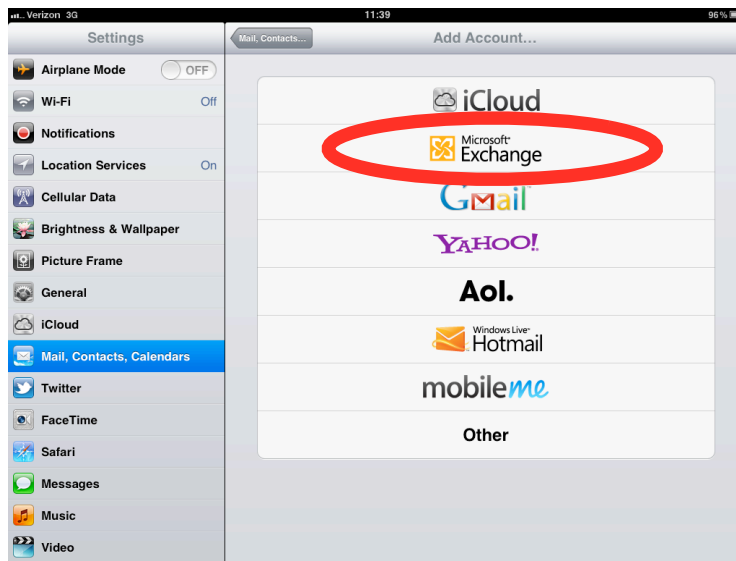 Verizon 3G 11:39 96%
Settings
Mail, Contacts... Add Account...
Airplane Mode OFF
Wi-Fi Off
Notifications
Location Services On
Cellular Data
Brightness & Wallpaper
Picture Frame
General
iCloud
Mail, Contacts, Calendars
Twitter
FaceTime
Safari
Messages
Music
Video
iCloud
Microsoft®
Exchange
Gmail
YAHOO!
Aol.
Windows Live™
Hotmail
mobileme
Other